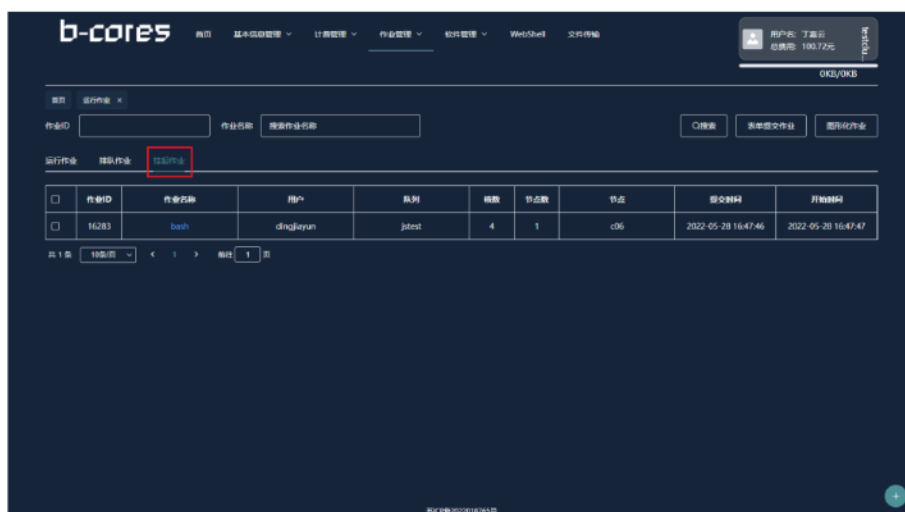 b-cores 首页 基本信息管理 计费管理 作业管理 软件管理 WebShell 文件传输
用户名: 丁嘉云
总费用: 100.72元
testclu...
0KB/0KB
首页 运行作业 ×
作业ID 作业名称 搜索作业名称 搜索 表单提交作业 图形化作业
运行作业 排队作业 挂起作业
作业ID 作业名称 用户 队列 核数 节点数 节点 提交时间 开始时间
16283 bash dingjiayun jstest 4 1 c06 2022-05-28 16:47:46 2022-05-28 16:47:47
共 1 条 10条/页 < 1 > 前往 1 页